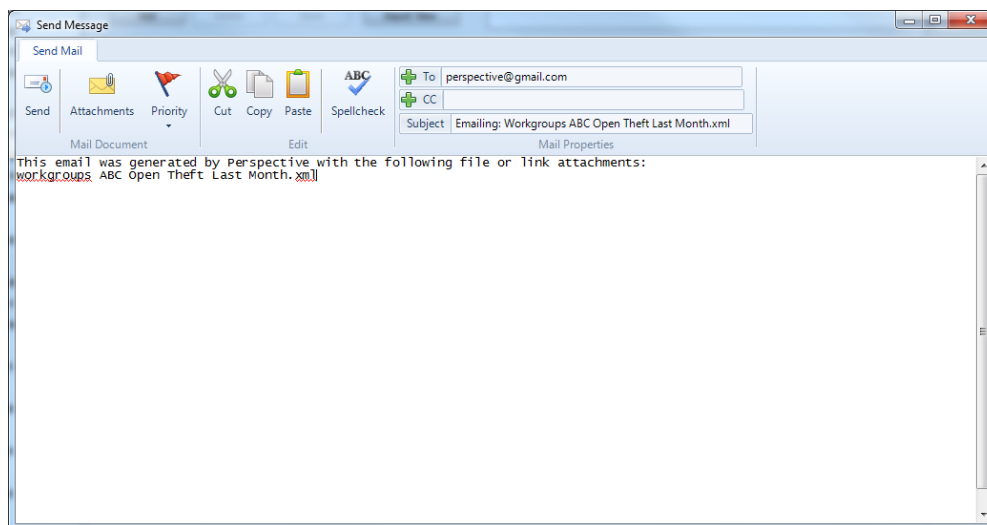 Send Message
Send Mail
Send
Attachments
Priority
Cut
Copy
Paste
ABC
Spellcheck
To perspective@gmail.com
CC
Subject Emailing: Workgroups ABC Open Theft Last Month.xml
Mail Document
Edit
Mail Properties
This email was generated by Perspective with the following file or link attachments:
workgroups ABC Open Theft Last Month.xml